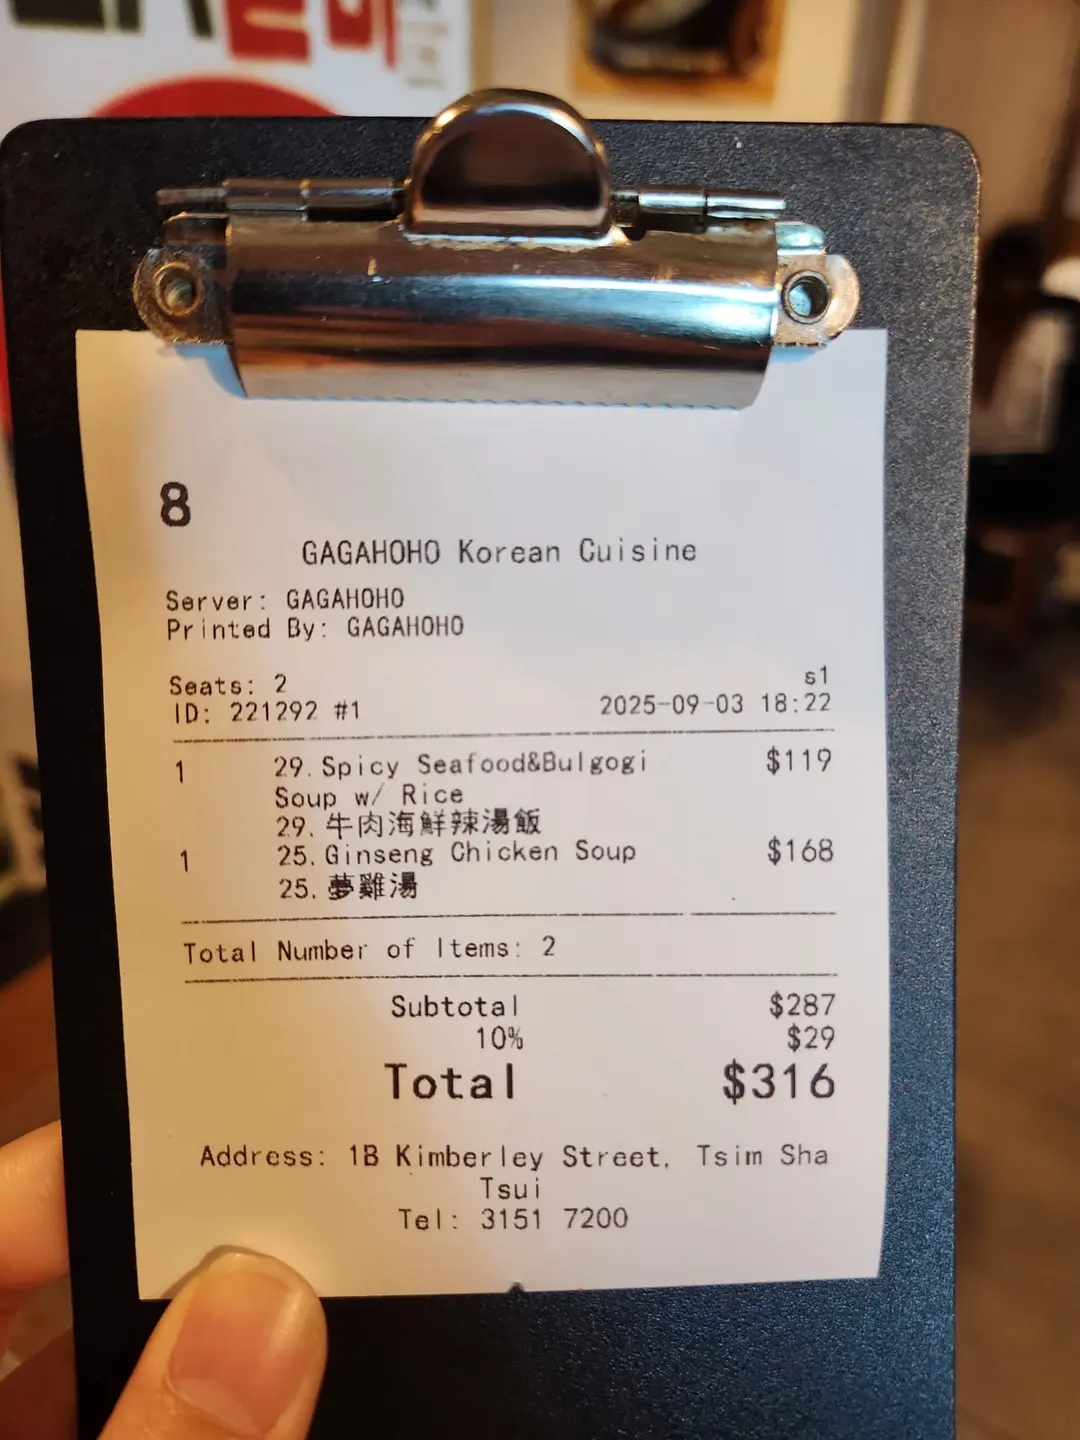 8
GAGAHOHO Korean Cuisine
Server: GAGAHOHO
Printed By: GAGAHOHO
s1
Seats: 2
ID: 221292 #1 2025-09-03 18:22
1 29. Spicy Seafood&Bulgogi $119
Soup w/ Rice
29. 牛肉海鮮辣湯飯
1 25. Ginseng Chicken Soup $168
25. 蔘雞湯
Total Number of Items: 2
Subtotal $287
10% $29
Total $316
Address: 1B Kimberley Street, Tsim Sha
Tsui
Tel: 3151 7200